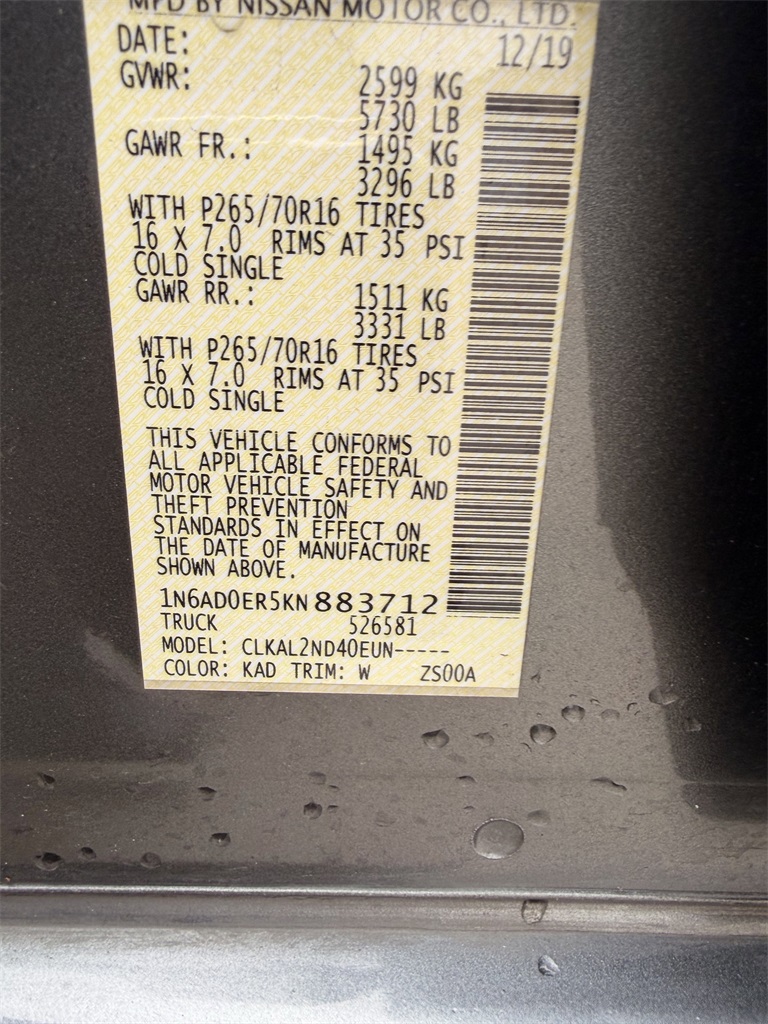 MFD BY NISSAN MOTOR CO., LTD.
DATE: 12/19
GVWR: 2599 KG
5730 LB
GAWR FR.: 1495 KG
3296 LB
WITH P265/70R16 TIRES
16 X 7.0 RIMS AT 35 PSI
COLD SINGLE
GAWR RR.: 1511 KG
3331 LB
WITH P265/70R16 TIRES
16 X 7.0 RIMS AT 35 PSI
COLD SINGLE
THIS VEHICLE CONFORMS TO
ALL APPLICABLE FEDERAL
MOTOR VEHICLE SAFETY AND
THEFT PREVENTION
STANDARDS IN EFFECT ON
THE DATE OF MANUFACTURE
SHOWN ABOVE.
1N6AD0ER5KN883712
TRUCK 526581
MODEL: CLKAL2ND40EUN-----
COLOR: KAD TRIM: W ZS00A